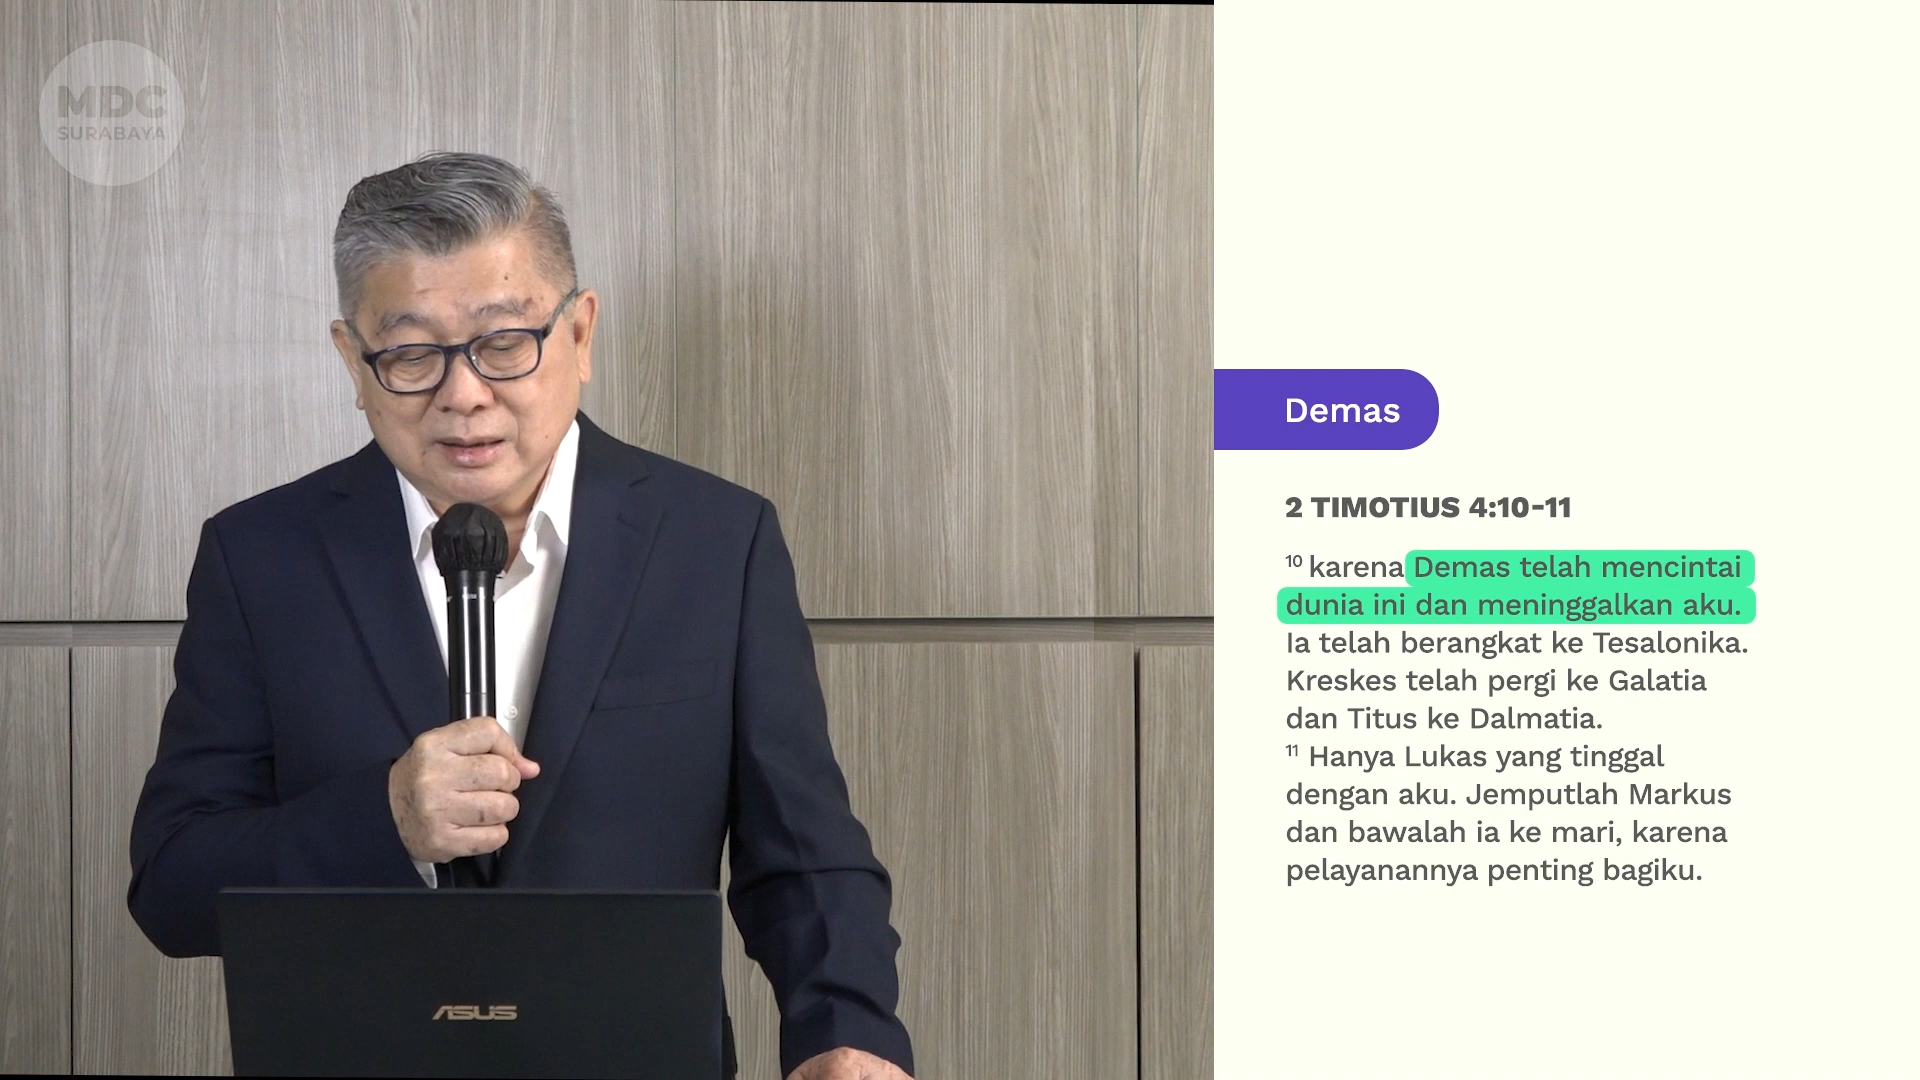 MDC
SURABAYA
Demas
2 TIMOTIUS 4:10-11
10 karena Demas telah mencintai
dunia ini dan meninggalkan aku.
Ia telah berangkat ke Tesalonika.
Kreskes telah pergi ke Galatia
dan Titus ke Dalmatia.
11 Hanya Lukas yang tinggal
dengan aku. Jemputlah Markus
dan bawalah ia ke mari, karena
pelayanannya penting bagiku.
ASUS